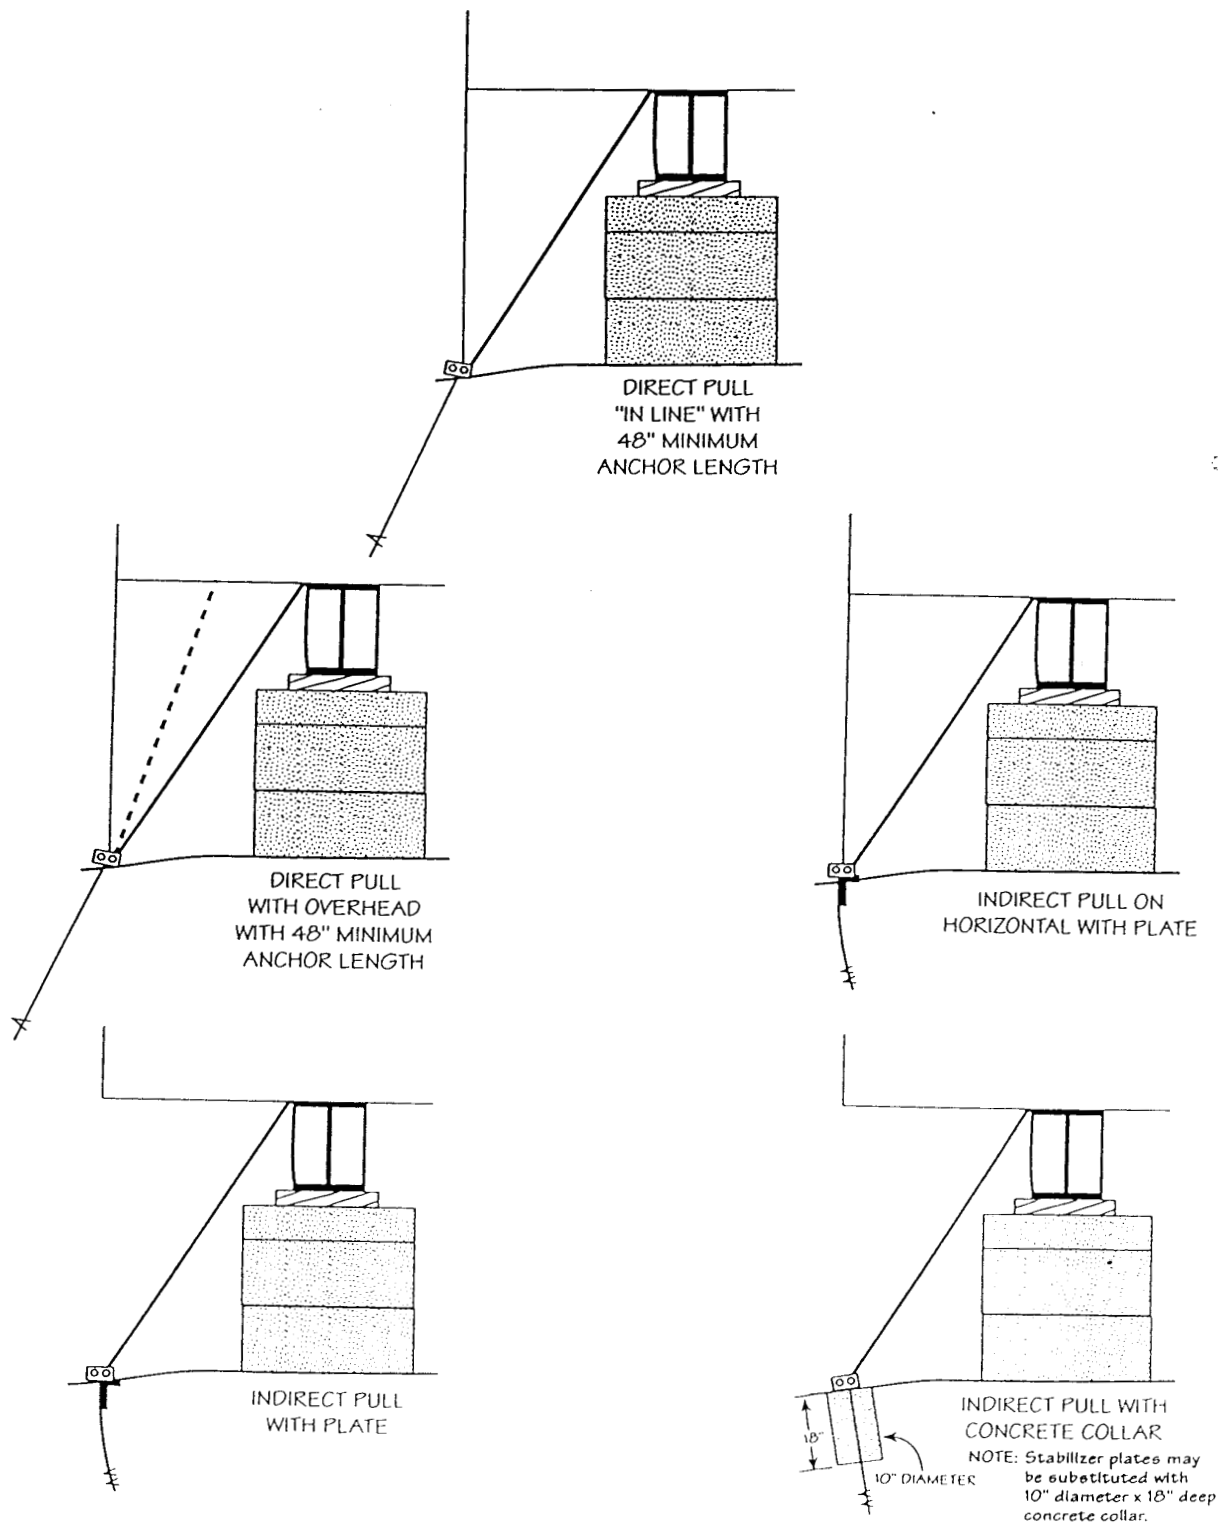 DIRECT PULL
"IN LINE" WITH
48" MINIMUM
ANCHOR LENGTH
DIRECT PULL
WITH OVERHEAD
WITH 48" MINIMUM
ANCHOR LENGTH
INDIRECT PULL ON
HORIZONTAL WITH PLATE
INDIRECT PULL
WITH PLATE
INDIRECT PULL WITH
CONCRETE COLLAR
18"
10" DIAMETER
NOTE: Stabilizer plates may
be substituted with
10" diameter x 18" deep
concrete collar.